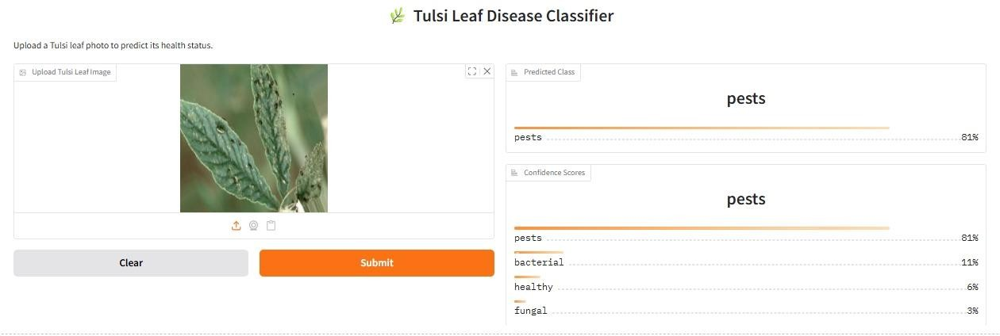 🌿 Tulsi Leaf Disease Classifier
Upload a Tulsi leaf photo to predict its health status.
Upload Tulsi Leaf Image
Clear
Submit
Predicted Class
pests
pests 81%
Confidence Scores
pests
pests 81%
bacterial 11%
healthy 6%
fungal 3%